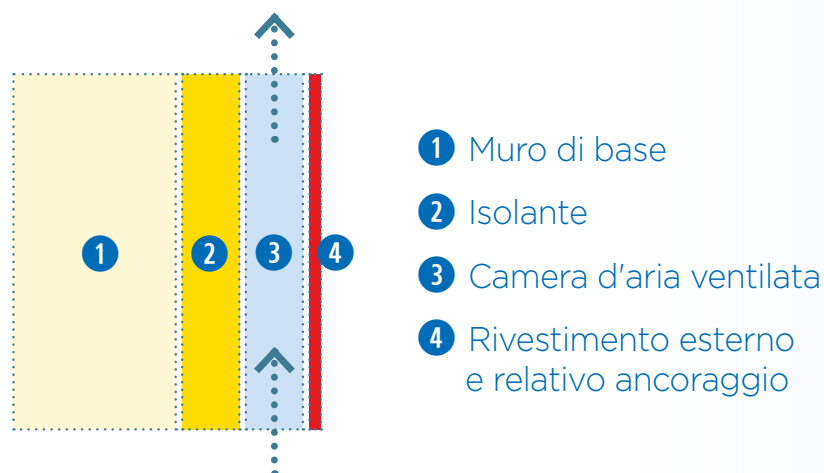 1 2 3 4
1 Muro di base
2 Isolante
3 Camera d'aria ventilata
4 Rivestimento esterno
e relativo ancoraggio